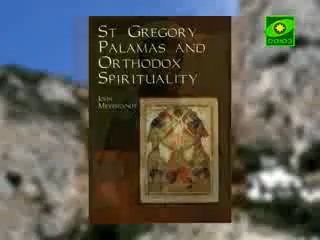 ST GREGORY
PALAMAS AND
ORTHODOX
SPIRITUALITY
JOHN
MEYENDORFF